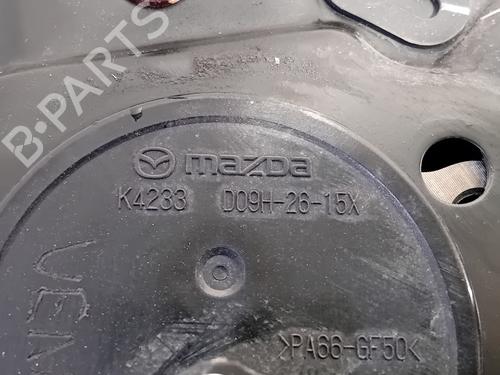 B-PARTS
mazda
K4233 D09H-26-15X
>PA66-GF50<